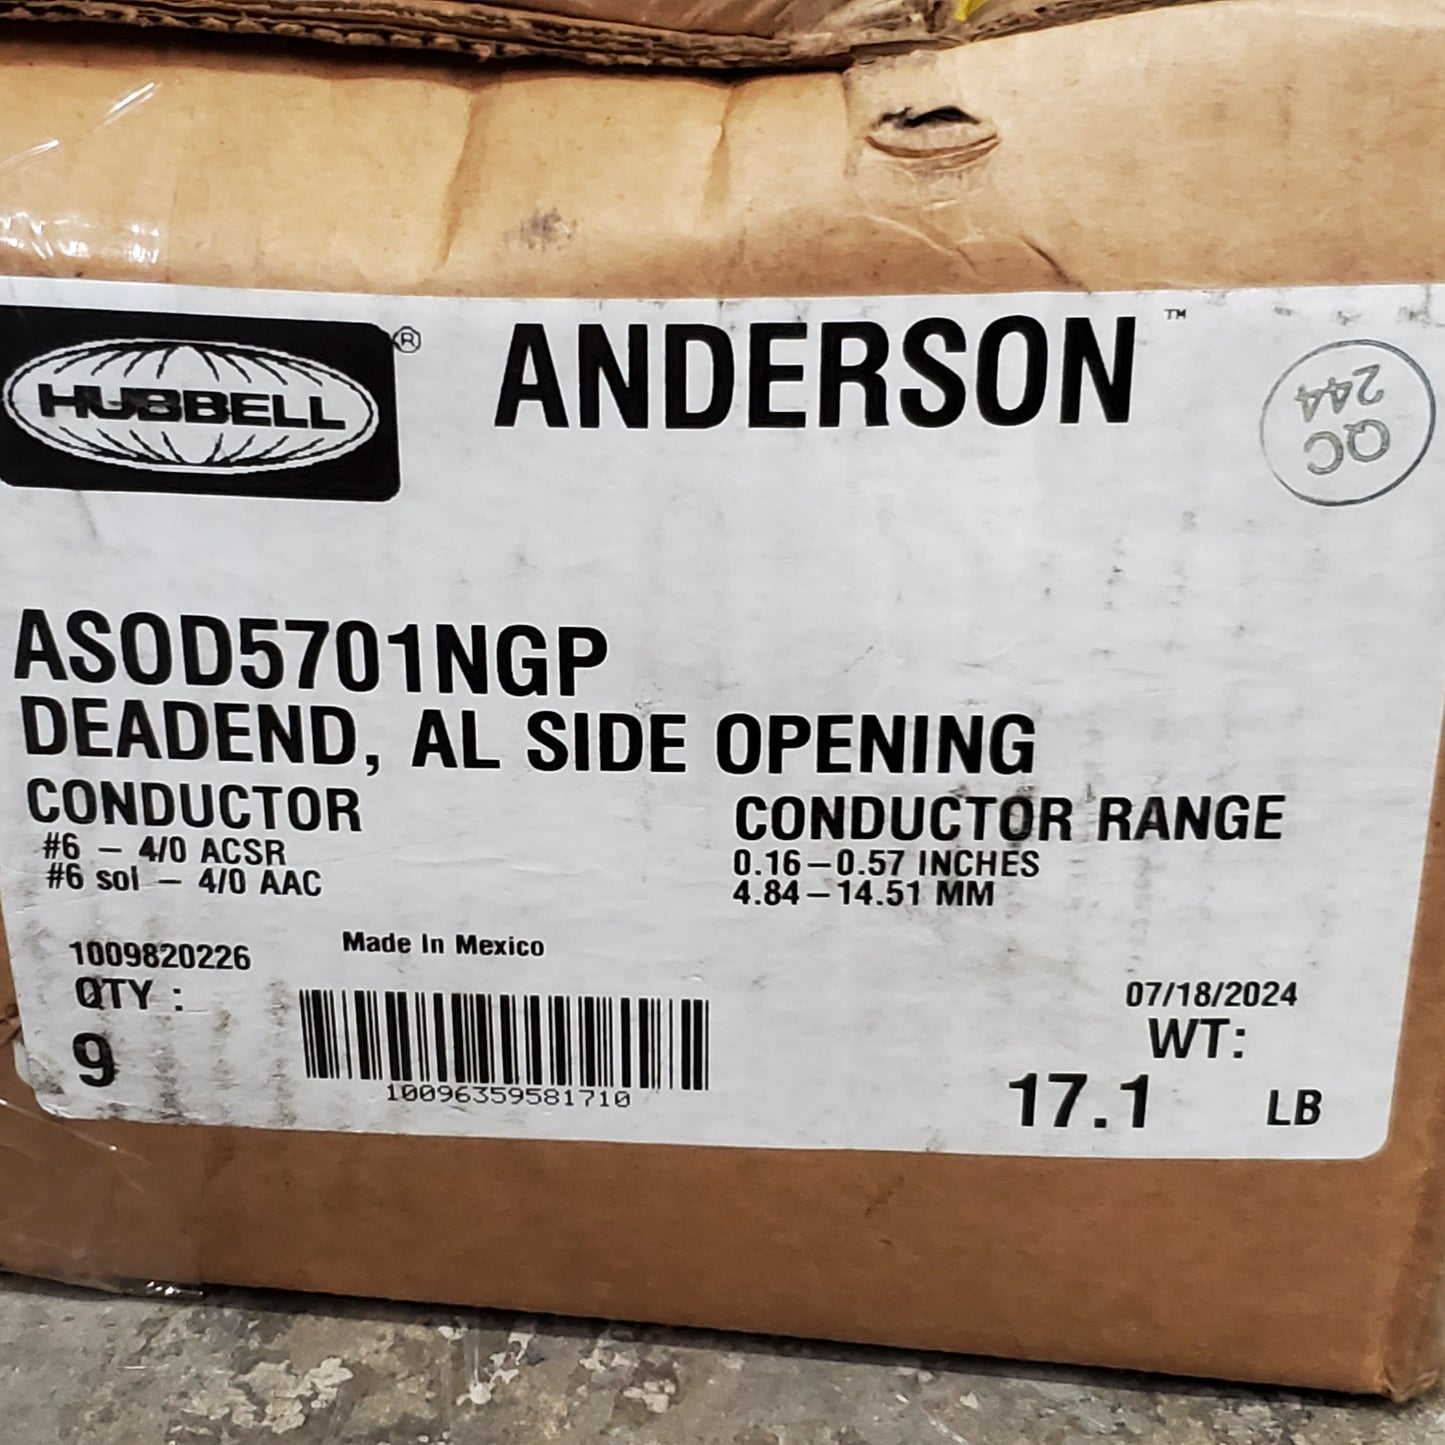 HUBBELL ®
ANDERSON ™
QC
244
ASOD5701NGP
DEADEND, AL SIDE OPENING
CONDUCTOR
#6 – 4/0 ACSR
#6 sol – 4/0 AAC
CONDUCTOR RANGE
0.16–0.57 INCHES
4.84–14.51 MM
1009820226
Made In Mexico
QTY :
9
10096359581710
07/18/2024
WT:
17.1 LB